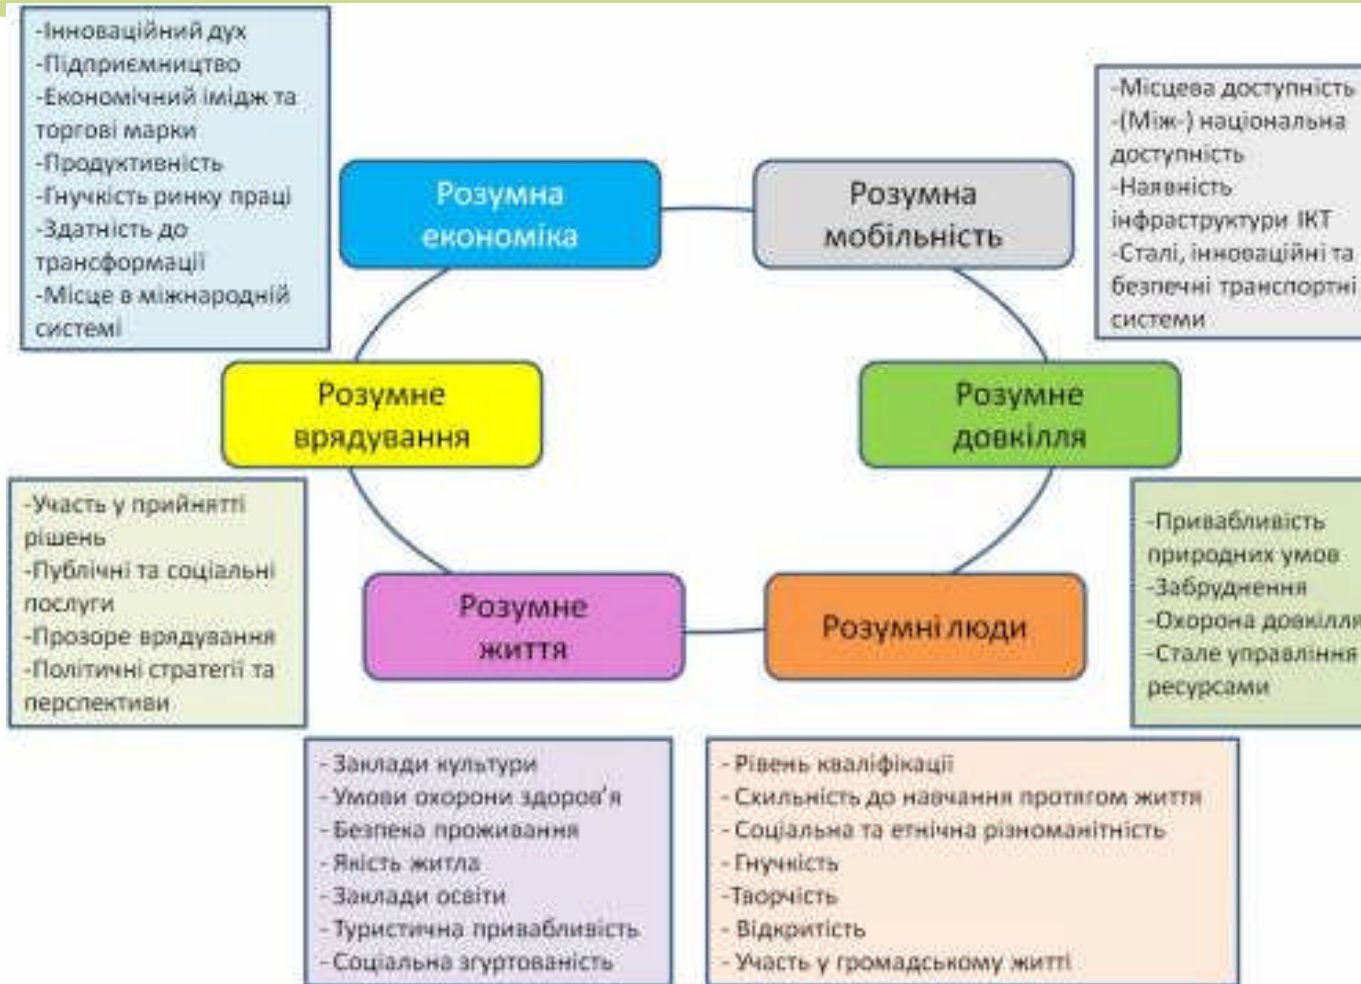 -Інноваційний дух
-Підприємництво
-Економічний імідж та
торгові марки
-Продуктивність
-Гнучкість ринку праці
-Здатність до
трансформації
-Місце в міжнародній
системі
Розумна
економіка
Розумна
мобільність
-Місцева доступність
-(Між-) національна
доступність
-Наявність
інфраструктури ІКТ
-Сталі, інноваційні та
безпечні транспортні
системи
Розумне
врядування
Розумне
довкілля
-Участь у прийнятті
рішень
-Публічні та соціальні
послуги
-Прозоре врядування
-Політичні стратегії та
перспективи
Розумне
життя
Розумні люди
-Привабливість
природних умов
-Забруднення
-Охорона довкілля
-Стале управління
ресурсами
- Заклади культури
- Умови охорони здоров'я
- Безпека проживання
- Якість житла
- Заклади освіти
- Туристична привабливість
- Соціальна згуртованість
- Рівень кваліфікації
- Схильність до навчання протягом життя
- Соціальна та етнічна різноманітність
- Гнучкість
-Творчість
- Відкритість
- Участь у громадському житті